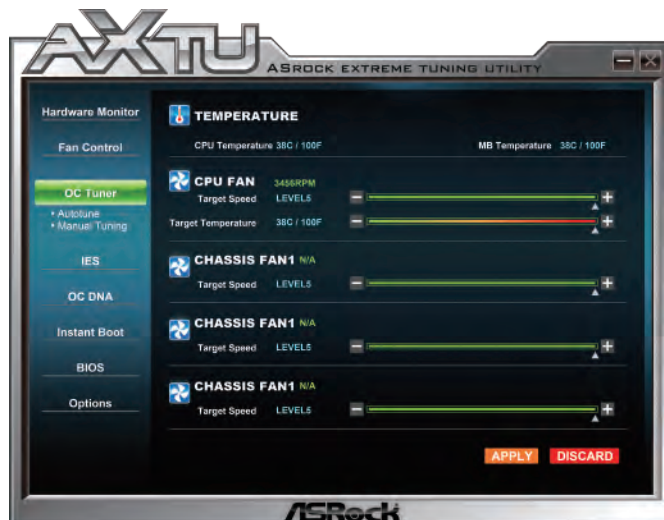 AXTU
ASROCK EXTREME TUNING UTILITY
Hardware Monitor
Fan Control
OC Tuner
• Autotune
• Manual Tuning
IES
OC DNA
Instant Boot
BIOS
Options
TEMPERATURE
CPU Temperature 38C / 100F MB Temperature 38C / 100F
CPU FAN 3456RPM
Target Speed LEVEL5
Target Temperature 38C / 100F
CHASSIS FAN1 N/A
Target Speed LEVEL5
CHASSIS FAN1 N/A
Target Speed LEVEL5
CHASSIS FAN1 N/A
Target Speed LEVEL5
APPLY DISCARD
ASRock